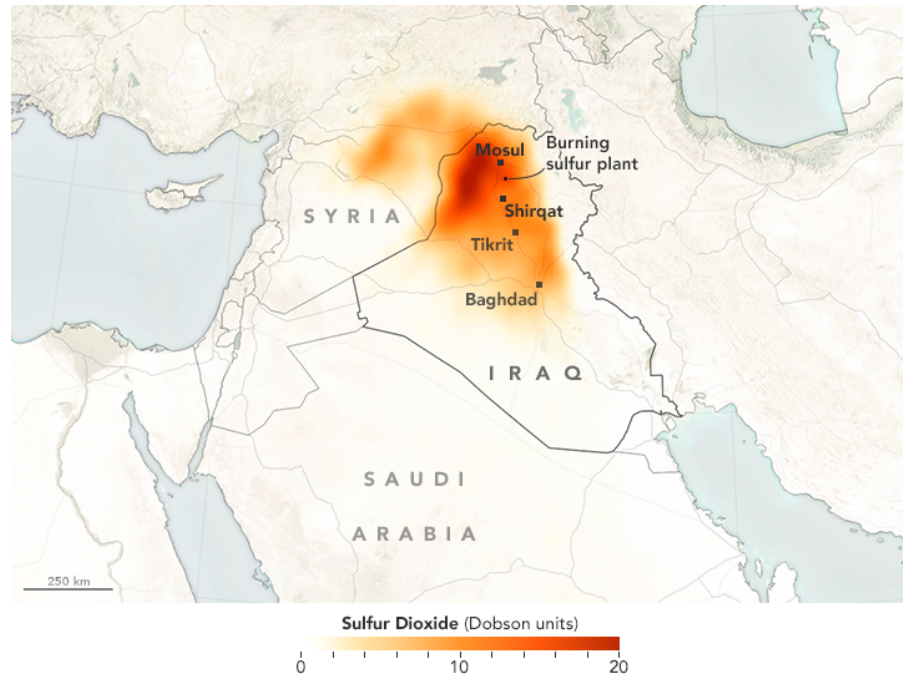 Mosul
Burning
sulfur plant
Shirqat
SYRIA
Tikrit
Baghdad
IRAQ
SAUDI
ARABIA
250 km
Sulfur Dioxide (Dobson units)
0 10 20